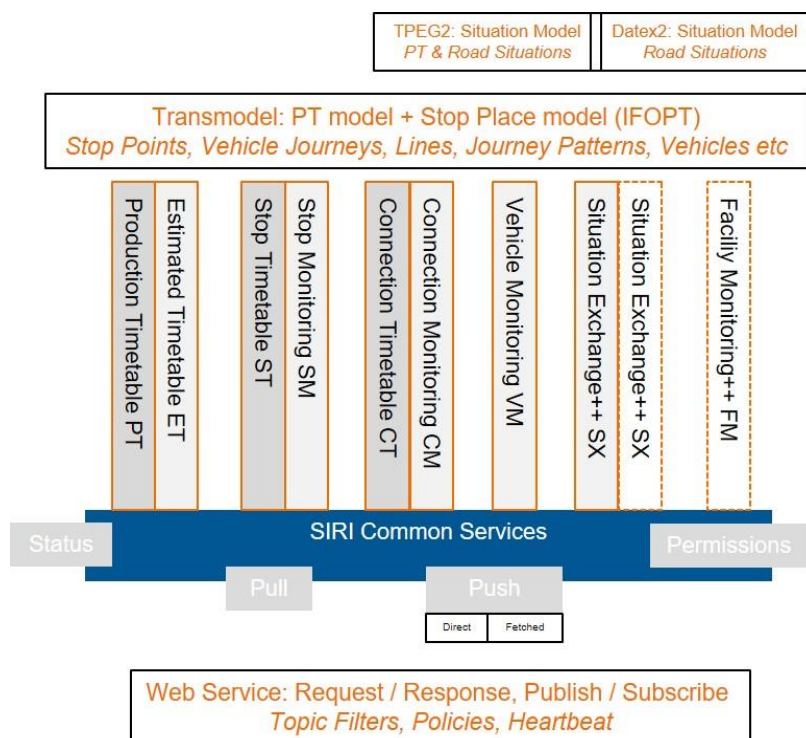 TPEG2: Situation Model
PT & Road Situations
Datex2: Situation Model
Road Situations
Transmodel: PT model + Stop Place model (IFOPT)
Stop Points, Vehicle Journeys, Lines, Journey Patterns, Vehicles etc
Production Timetable PT
Estimated Timetable ET
Stop Timetable ST
Stop Monitoring SM
Connection Timetable CT
Connection Monitoring CM
Vehicle Monitoring VM
Situation Exchange++ SX
Situation Exchange++ SX
Faciliy Monitoring++ FM
SIRI Common Services
Status
Permissions
Pull
Push
Direct
Fetched
Web Service: Request / Response, Publish / Subscribe
Topic Filters, Policies, Heartbeat